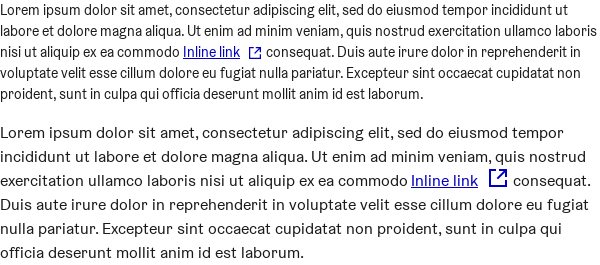 Lorem ipsum dolor sit amet, consectetur adipiscing elit, sed do eiusmod tempor incididunt ut
labore et dolore magna aliqua. Ut enim ad minim veniam, quis nostrud exercitation ullamco laboris
nisi ut aliquip ex ea commodo Inline link consequat. Duis aute irure dolor in reprehenderit in
voluptate velit esse cillum dolore eu fugiat nulla pariatur. Excepteur sint occaecat cupidatat non
proident, sunt in culpa qui officia deserunt mollit anim id est laborum.
Lorem ipsum dolor sit amet, consectetur adipiscing elit, sed do eiusmod tempor
incididunt ut labore et dolore magna aliqua. Ut enim ad minim veniam, quis nostrud
exercitation ullamco laboris nisi ut aliquip ex ea commodo Inline link consequat.
Duis aute irure dolor in reprehenderit in voluptate velit esse cillum dolore eu fugiat
nulla pariatur. Excepteur sint occaecat cupidatat non proident, sunt in culpa qui
officia deserunt mollit anim id est laborum.